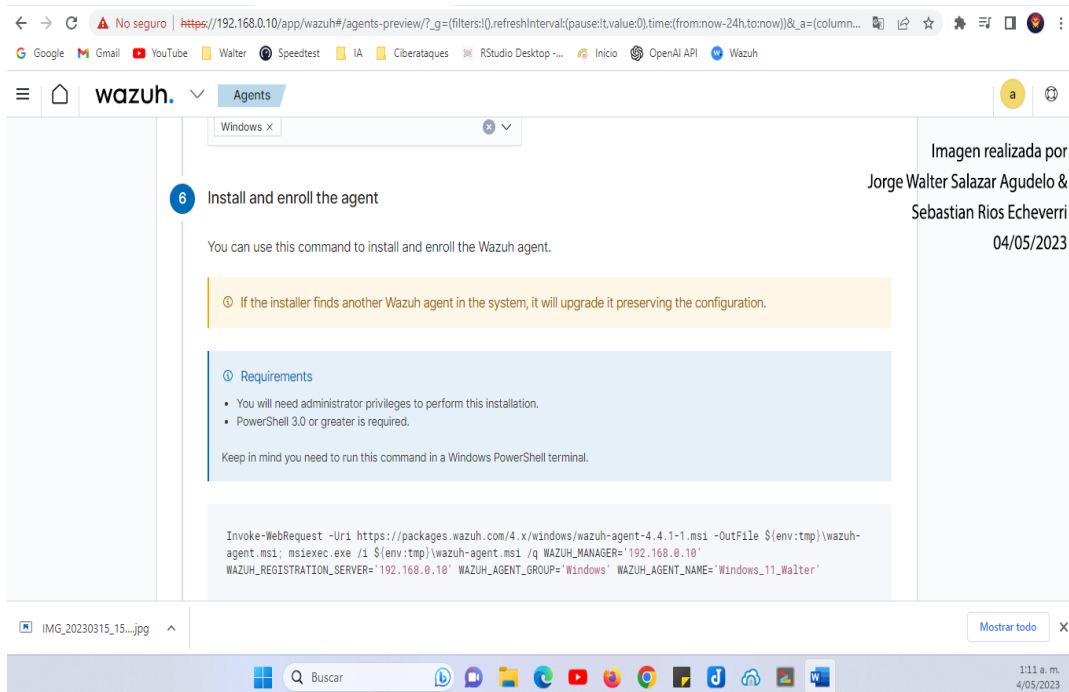 No seguro
https://192.168.0.10/app/wazuh#/agents-preview/?_g=(filters:!(),refreshInterval:(pause:!t,value:0),time:(from:now-24h,to:now))&_a=(column...
Google
Gmail
YouTube
Walter
Speedtest
IA
Ciberataques
RStudio Desktop -...
Inicio
OpenAI API
Wazuh
wazuh.
Agents
a
Windows ×
Imagen realizada por
Jorge Walter Salazar Agudelo &
Sebastian Rios Echeverri
04/05/2023
6 Install and enroll the agent
You can use this command to install and enroll the Wazuh agent.
If the installer finds another Wazuh agent in the system, it will upgrade it preserving the configuration.
Requirements
• You will need administrator privileges to perform this installation.
• PowerShell 3.0 or greater is required.
Keep in mind you need to run this command in a Windows PowerShell terminal.
Invoke-WebRequest -Uri https://packages.wazuh.com/4.x/windows/wazuh-agent-4.4.1-1.msi -OutFile ${env:tmp}\wazuh-
agent.msi; msiexec.exe /i ${env:tmp}\wazuh-agent.msi /q WAZUH_MANAGER='192.168.0.10'
WAZUH_REGISTRATION_SERVER='192.168.0.10' WAZUH_AGENT_GROUP='Windows' WAZUH_AGENT_NAME='Windows_11_Walter'
IMG_20230315_15....jpg
Mostrar todo
Buscar
1:11 a. m.
4/05/2023